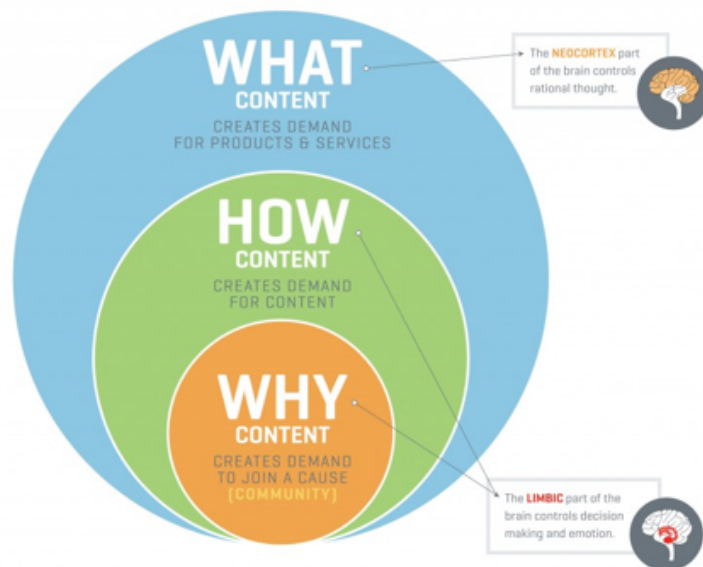 WHAT
CONTENT
CREATES DEMAND
FOR PRODUCTS & SERVICES
The NEOCORTEX part
of the brain controls
rational thought.
HOW
CONTENT
CREATES DEMAND
FOR CONTENT
WHY
CONTENT
CREATES DEMAND
TO JOIN A CAUSE
[COMMUNITY]
The LIMBIC part of the
brain controls decision
making and emotion.